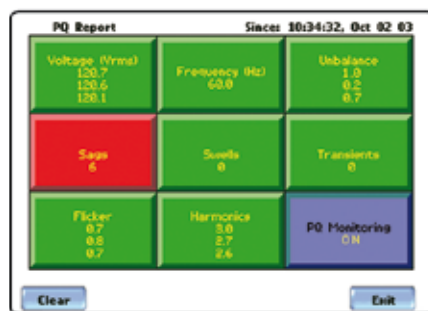 PQ Report Since: 10:34:32, Oct 02 03
Voltage (Vrms)
120.7
120.6
120.1
Frequency (Hz)
60.0
Unbalance
1.0
0.2
0.7
Sags
6
Swells
0
Transients
0
Flicker
0.7
0.8
0.7
Harmonics
3.0
2.7
2.6
PQ Monitoring
ON
Clear Exit